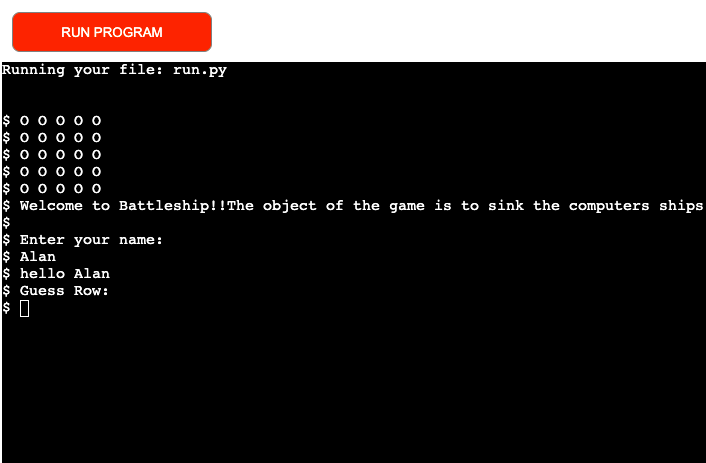 RUN PROGRAM
Running your file: run.py
$ O O O O O
$ O O O O O
$ O O O O O
$ O O O O O
$ O O O O O
$ Welcome to Battleship!!The object of the game is to sink the computers ships
$
$ Enter your name:
$ Alan
$ hello Alan
$ Guess Row:
$